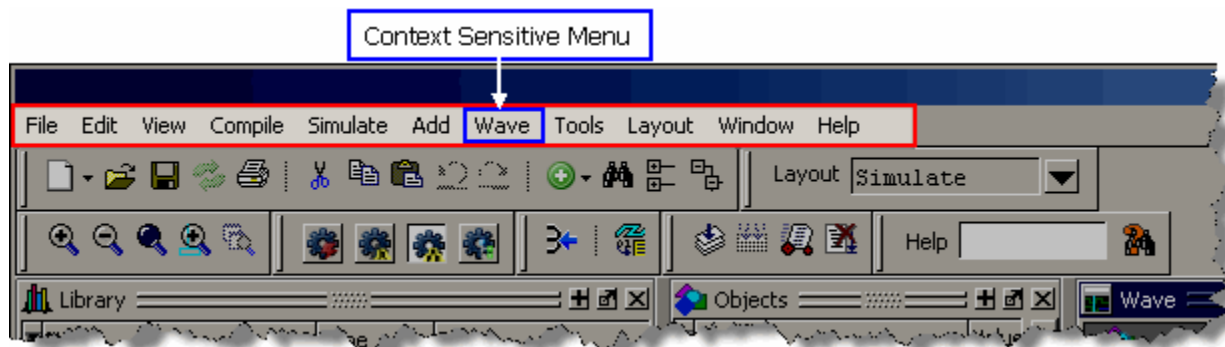 Context Sensitive Menu
File Edit View Compile Simulate Add Wave Tools Layout Window Help
Layout Simulate
Help
Library Objects Wave